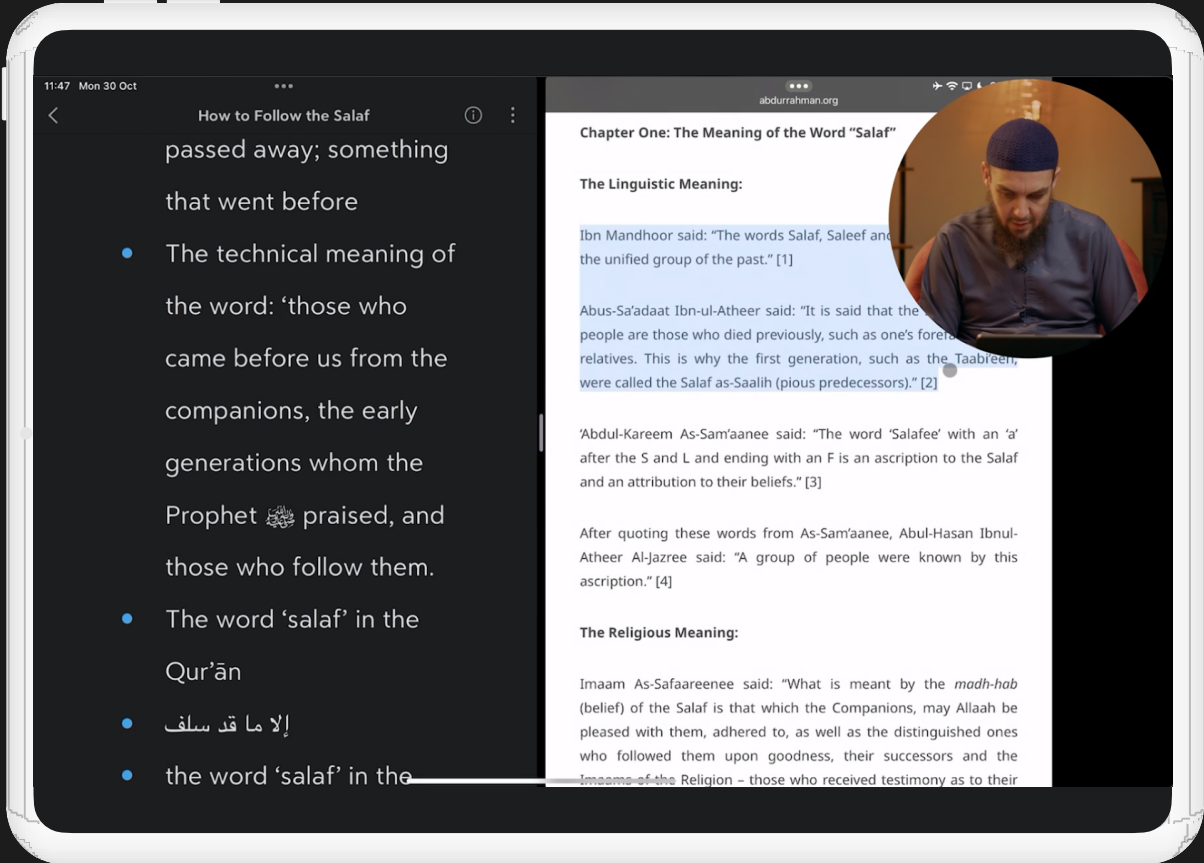 11:47 Mon 30 Oct
How to Follow the Salaf
passed away; something
that went before
The technical meaning of
the word: ‘those who
came before us from the
companions, the early
generations whom the
Prophet ﷺ praised, and
those who follow them.
The word ‘salaf’ in the
Qur’ān
إلا ما قد سلف
the word ‘salaf’ in the
abdurrahman.org
Chapter One: The Meaning of the Word “Salaf”
The Linguistic Meaning:
Ibn Mandhoor said: “The words Salaf, Saleef and
the unified group of the past.” [1]
Abus-Sa’adaat Ibn-ul-Atheer said: “It is said that the
people are those who died previously, such as one’s
relatives. This is why the first generation, such as the Taabi’een,
were called the Salaf as-Saalih (pious predecessors).” [2]
‘Abdul-Kareem As-Sam’aanee said: “The word ‘Salafee’ with an ‘a’
after the S and L and ending with an F is an ascription to the Salaf
and an attribution to their beliefs.” [3]
After quoting these words from As-Sam’aanee, Abul-Hasan Ibnul-
Atheer Al-Jazree said: “A group of people were known by this
ascription.” [4]
The Religious Meaning:
Imaam As-Safaareenee said: “What is meant by the madh-hab
(belief) of the Salaf is that which the Companions, may Allaah be
pleased with them, adhered to, as well as the distinguished ones
who followed them upon goodness, their successors and the
Imaams of the Religion – those who received testimony as to their